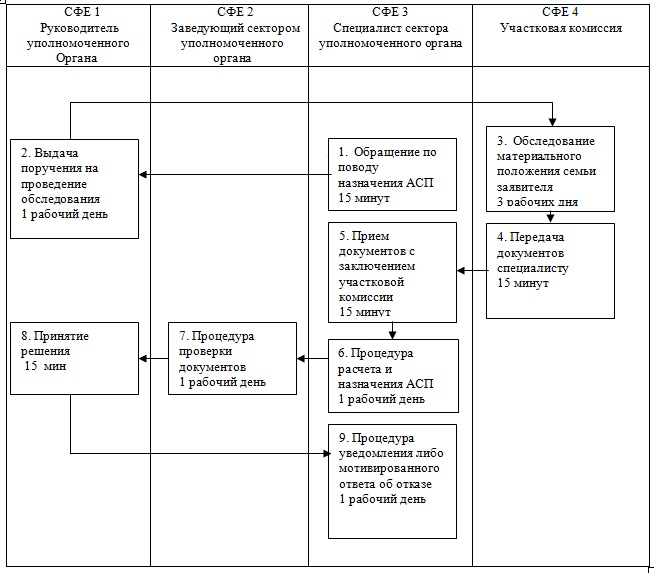 СФЕ 1
Руководитель
уполномоченного
Органа
СФЕ 2
Заведующий сектором
уполномоченного
органа
СФЕ 3
Специалист сектора
уполномоченного органа
СФЕ 4
Участковая комиссия
1. Обращение по
поводу
назначения АСП
15 минут
2. Выдача
поручения на
проведение
обследования
1 рабочий день
3. Обследование
материального
положения семьи
заявителя
3 рабочих дня
4. Передача
документов
специалисту
15 минут
5. Прием
документов с
заключением
участковой
комиссии
15 минут
6. Процедура
расчета и
назначения АСП
1 рабочий день
7. Процедура
проверки
документов
1 рабочий день
8. Принятие
решения
15 мин
9. Процедура
уведомления либо
мотивированного
ответа об отказе
1 рабочий день